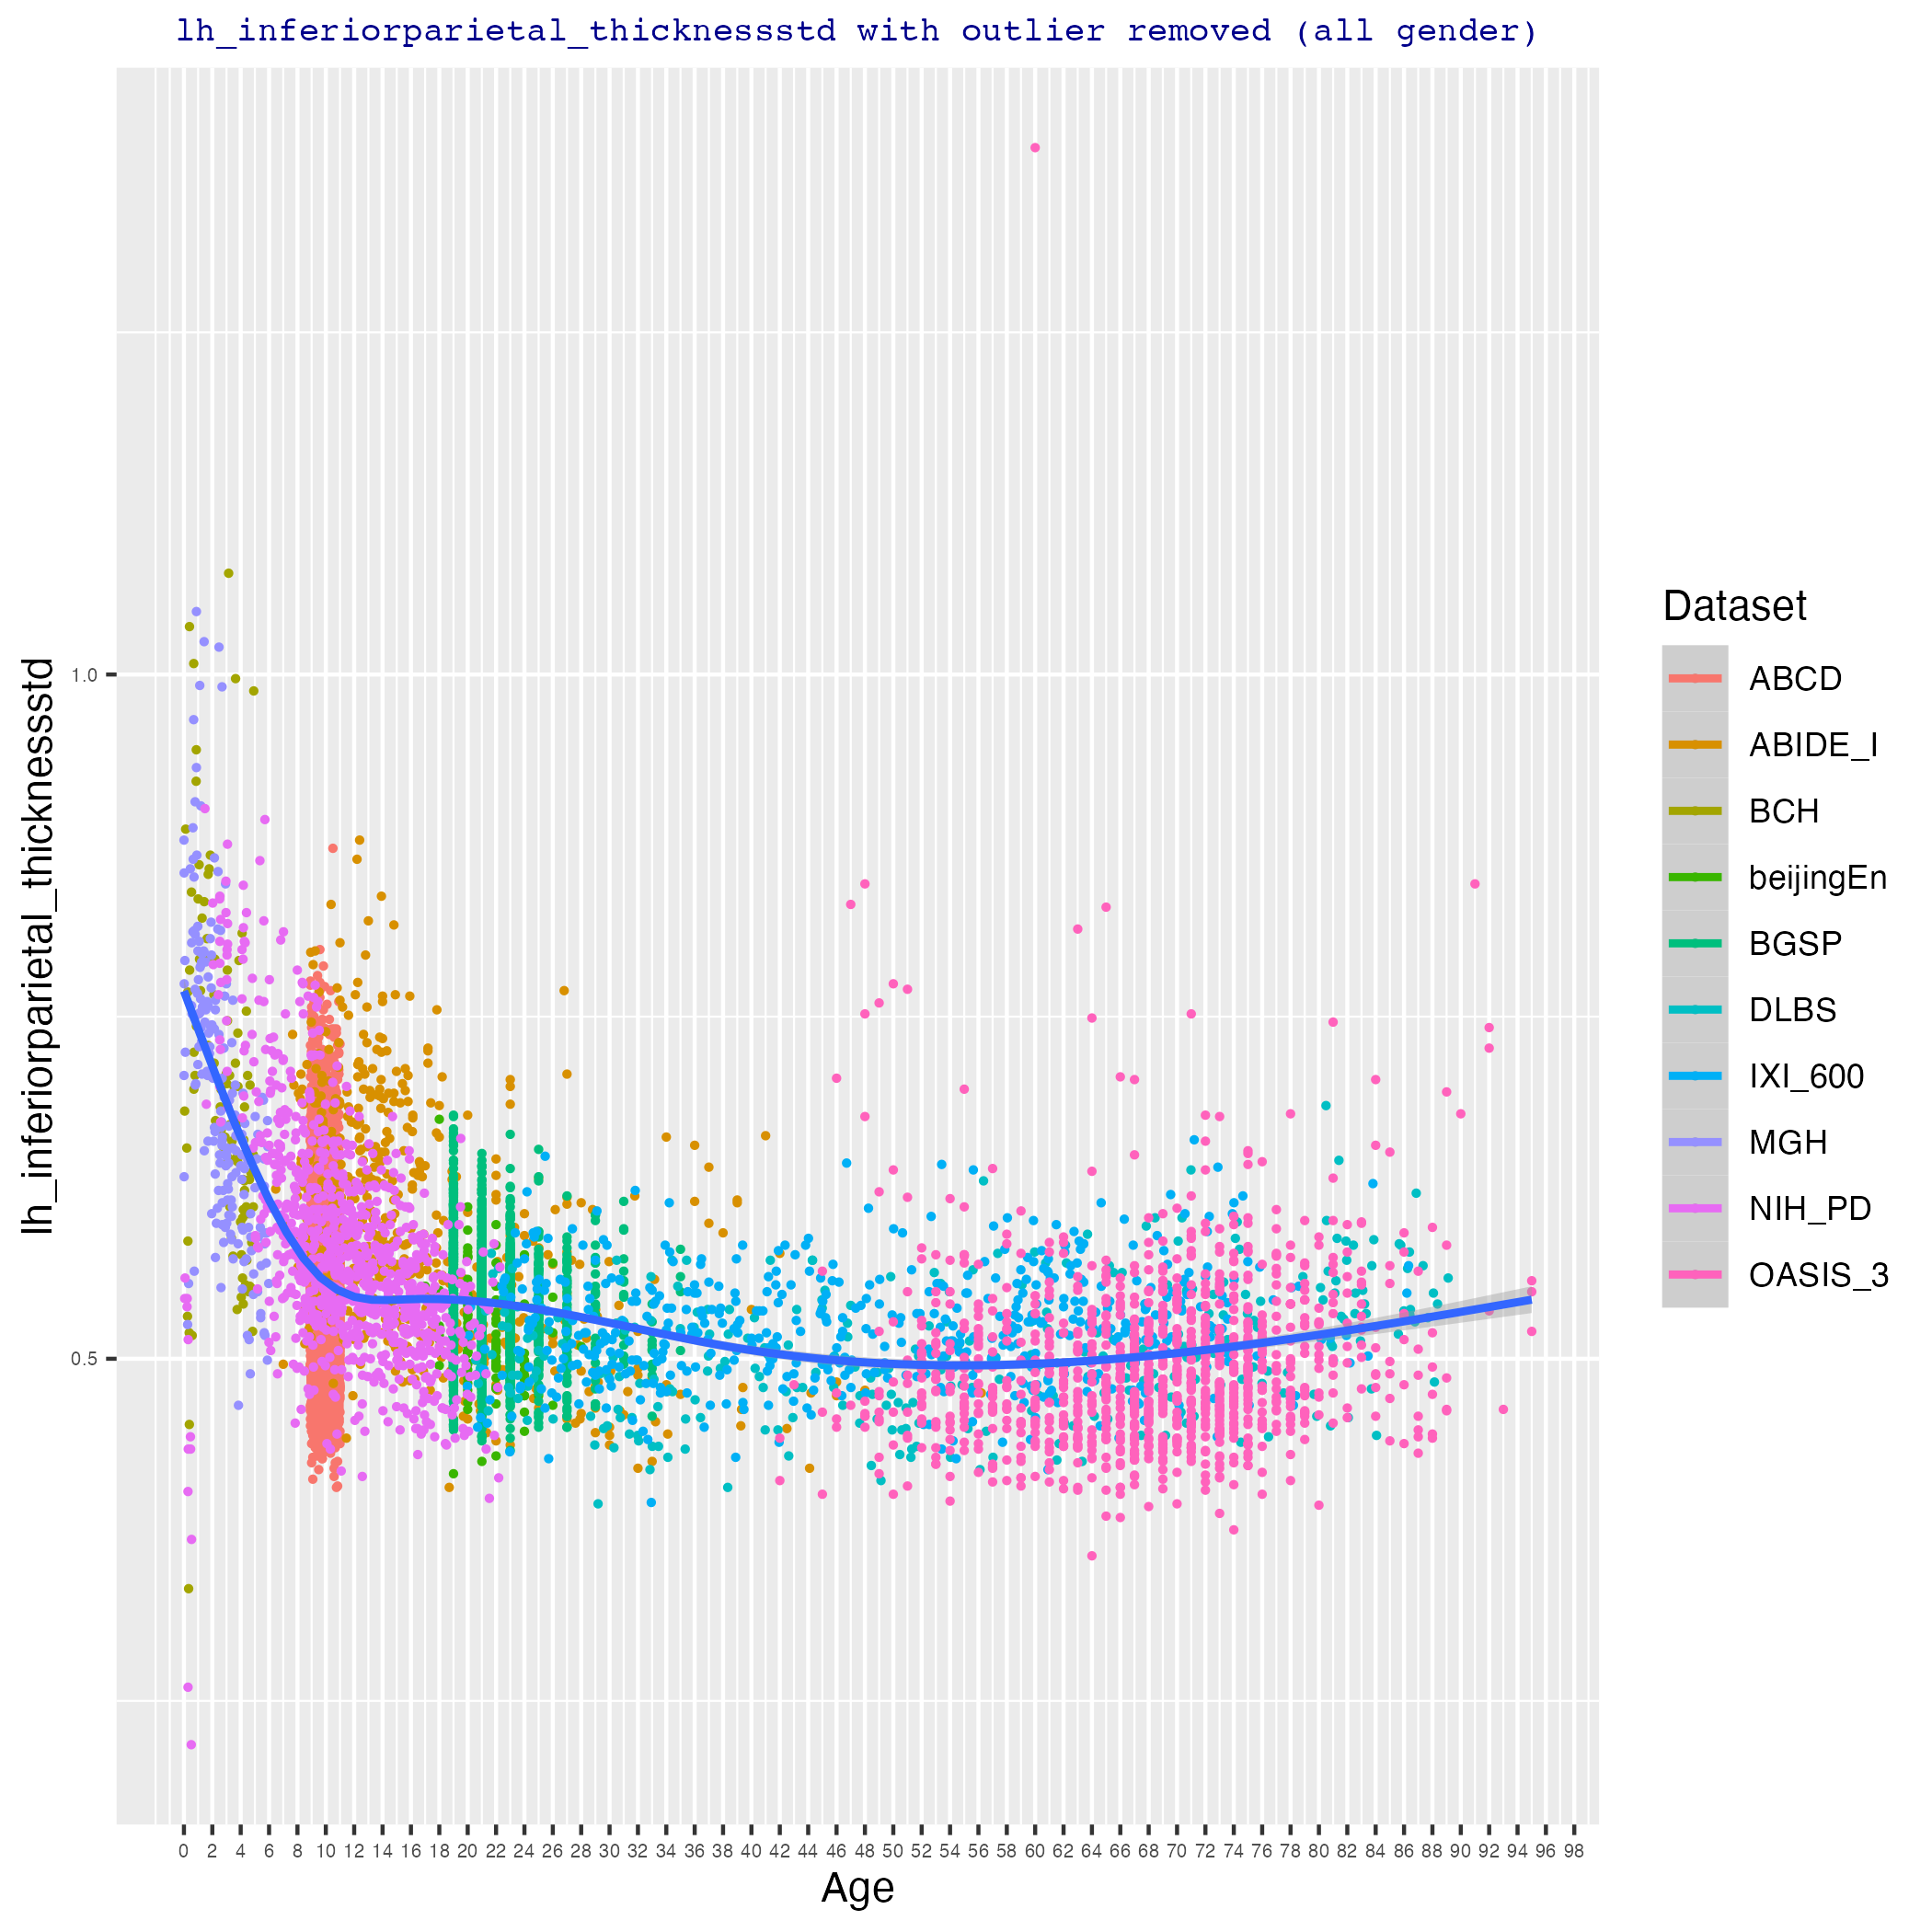 lh_inferiorparietal_thicknessstd with outlier removed (all gender)
lh_inferiorparietal_thicknessstd
1.0
0.5
0 2 4 6 8 10 12 14 16 18 20 22 24 26 28 30 32 34 36 38 40 42 44 46 48 50 52 54 56 58 60 62 64 66 68 70 72 74 76 78 80 82 84 86 88 90 92 94 96 98
Age
Dataset
ABCD
ABIDE_I
BCH
beijingEn
BGSP
DLBS
IXI_600
MGH
NIH_PD
OASIS_3